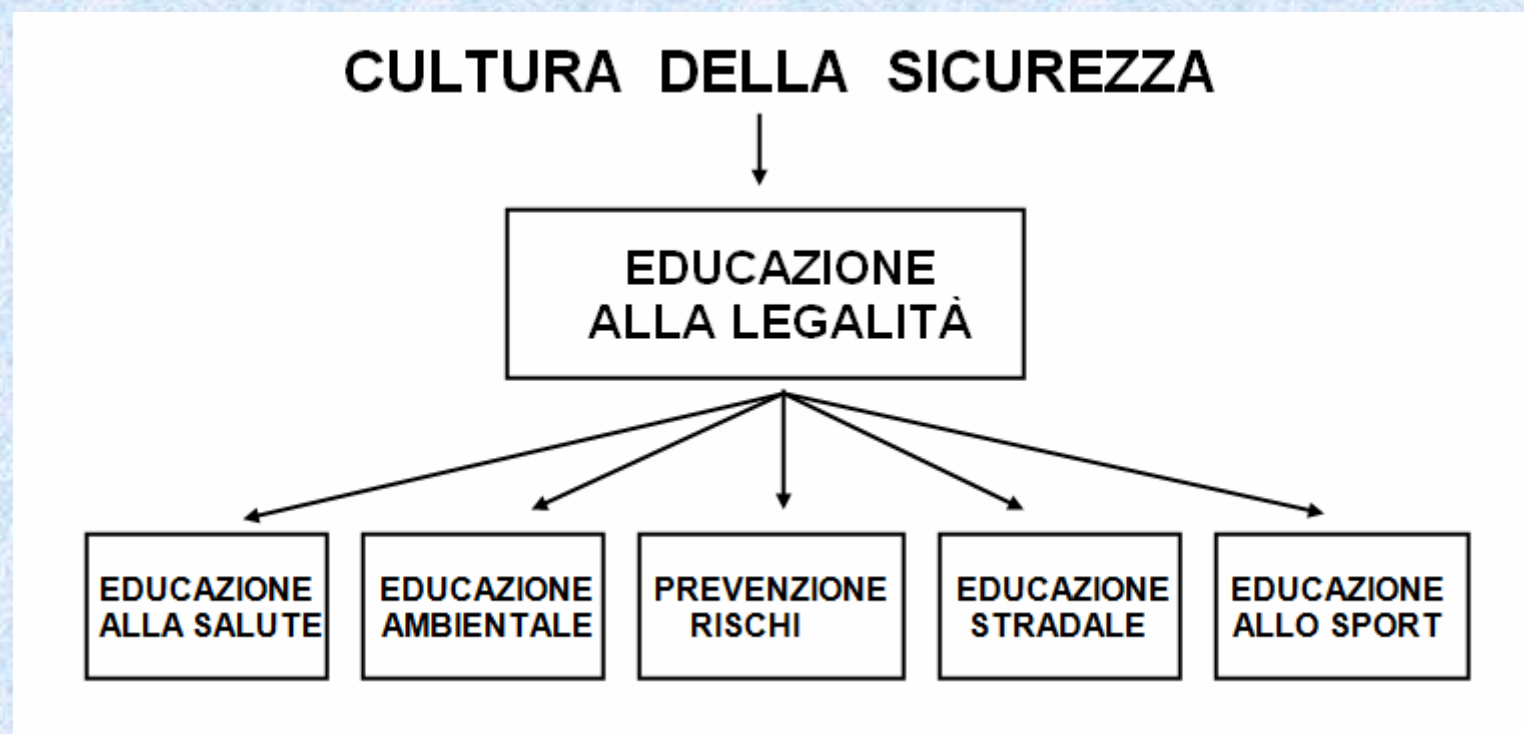 CULTURA DELLA SICUREZZA
EDUCAZIONE
ALLA LEGALITÀ
EDUCAZIONE
ALLA SALUTE
EDUCAZIONE
AMBIENTALE
PREVENZIONE
RISCHI
EDUCAZIONE
STRADALE
EDUCAZIONE
ALLO SPORT